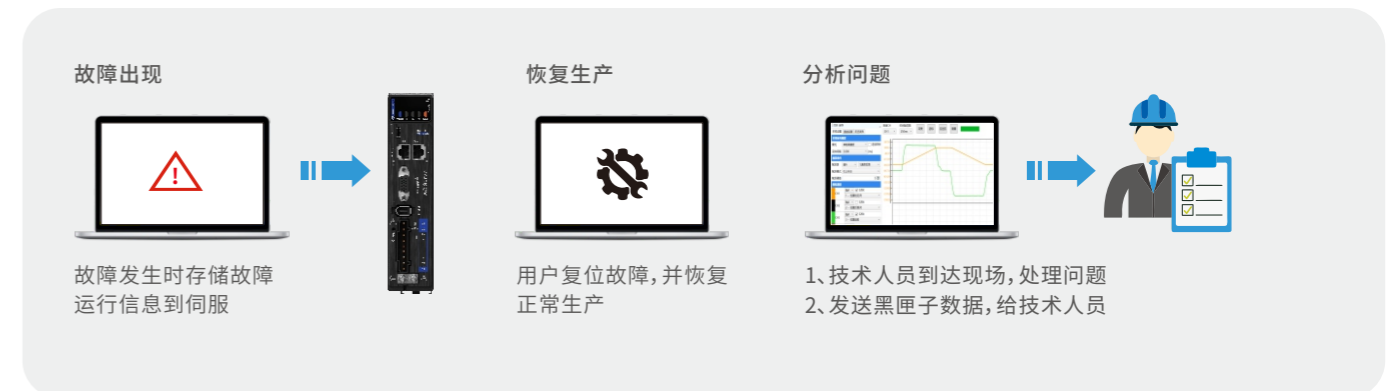 故障出现
恢复生产
分析问题
故障发生时存储故障
运行信息到伺服
用户复位故障,并恢复
正常生产
1、技术人员到达现场,处理问题
2、发送黑匣子数据,给技术人员